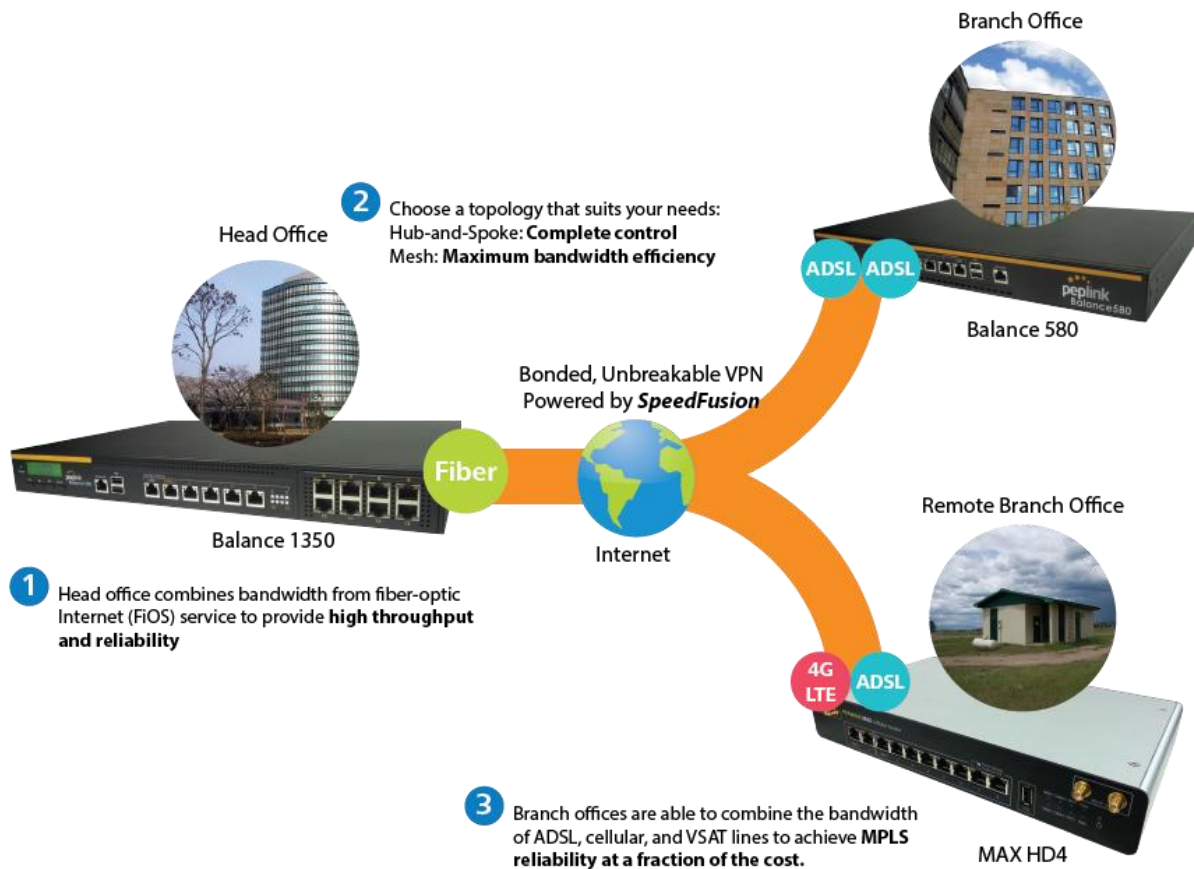 Branch Office
2
Choose a topology that suits your needs:
Hub-and-Spoke: Complete control
Mesh: Maximum bandwidth efficiency
Head Office
ADSL
ADSL
peplink
Balance580
Balance 580
Bonded, Unbreakable VPN
Powered by SpeedFusion
Fiber
Internet
Balance 1350
Remote Branch Office
1
Head office combines bandwidth from fiber-optic
Internet (FiOS) service to provide high throughput
and reliability
4G
LTE
ADSL
3
Branch offices are able to combine the bandwidth
of ADSL, cellular, and VSAT lines to achieve MPLS
reliability at a fraction of the cost.
MAX HD4